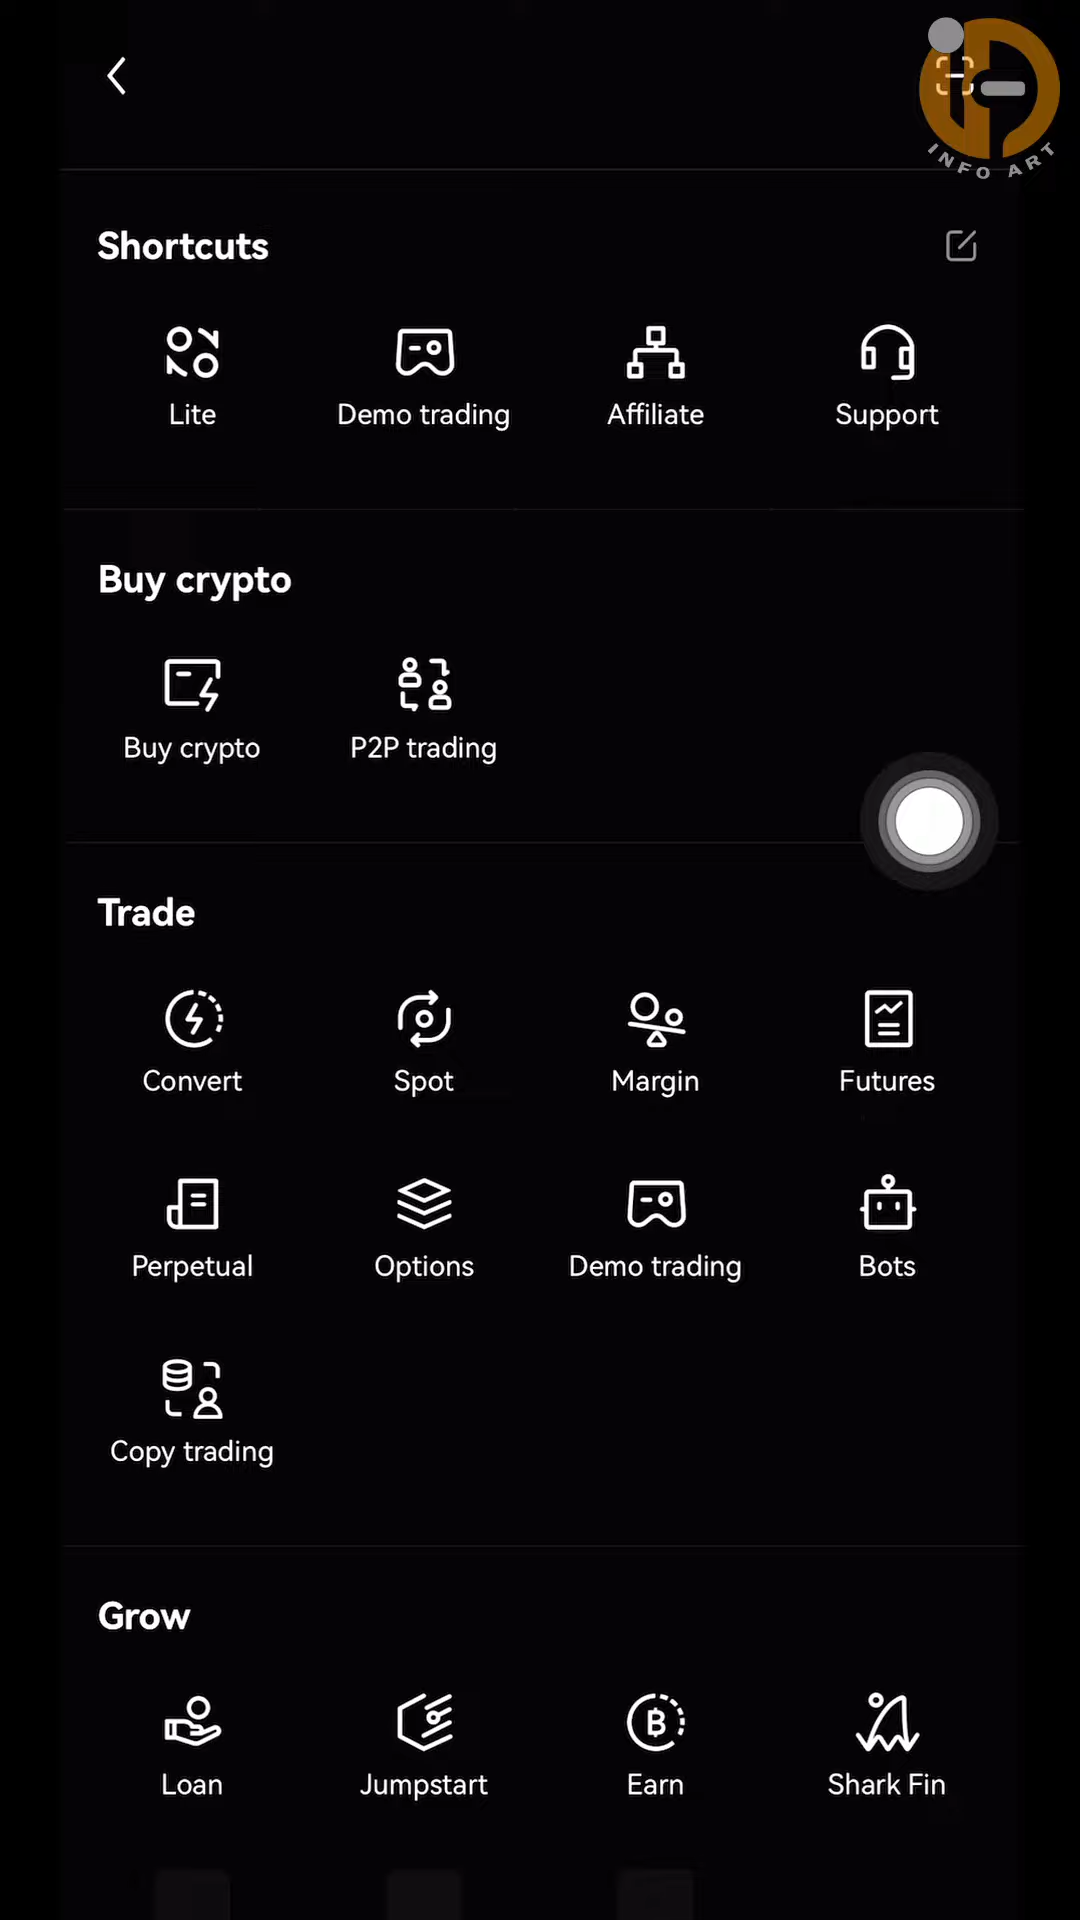 INFO ART
Shortcuts
Lite
Demo trading
Affiliate
Support
Buy crypto
Buy crypto
P2P trading
Trade
Convert
Spot
Margin
Futures
Perpetual
Options
Demo trading
Bots
Copy trading
Grow
Loan
Jumpstart
Earn
Shark Fin